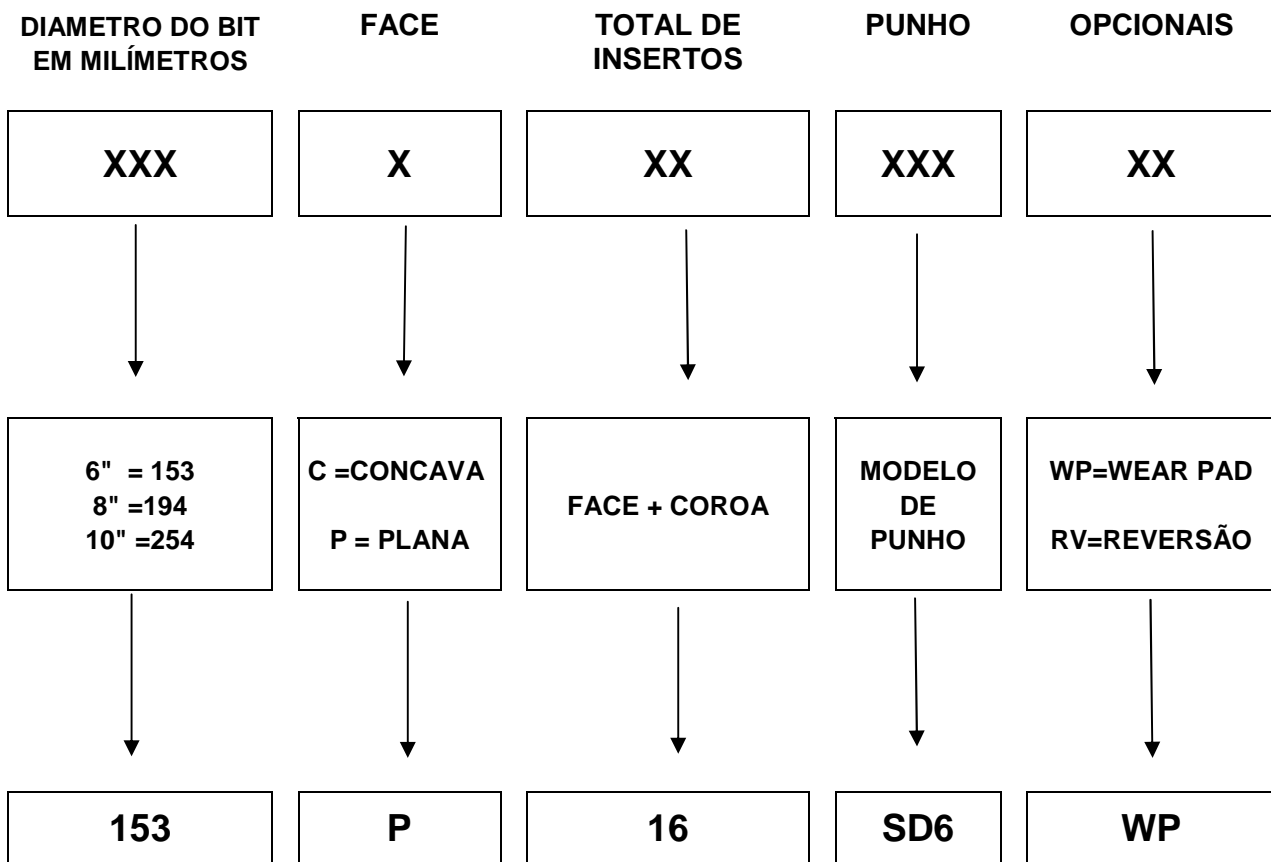 DIAMETRO DO BIT
EM MILÍMETROS
FACE
TOTAL DE
INSERTOS
PUNHO
OPCIONAIS
XXX
X
XX
XXX
XX
6" = 153
8" =194
10" =254
C =CONCAVA
P = PLANA
FACE + COROA
MODELO
DE
PUNHO
WP=WEAR PAD
RV=REVERSÃO
153
P
16
SD6
WP